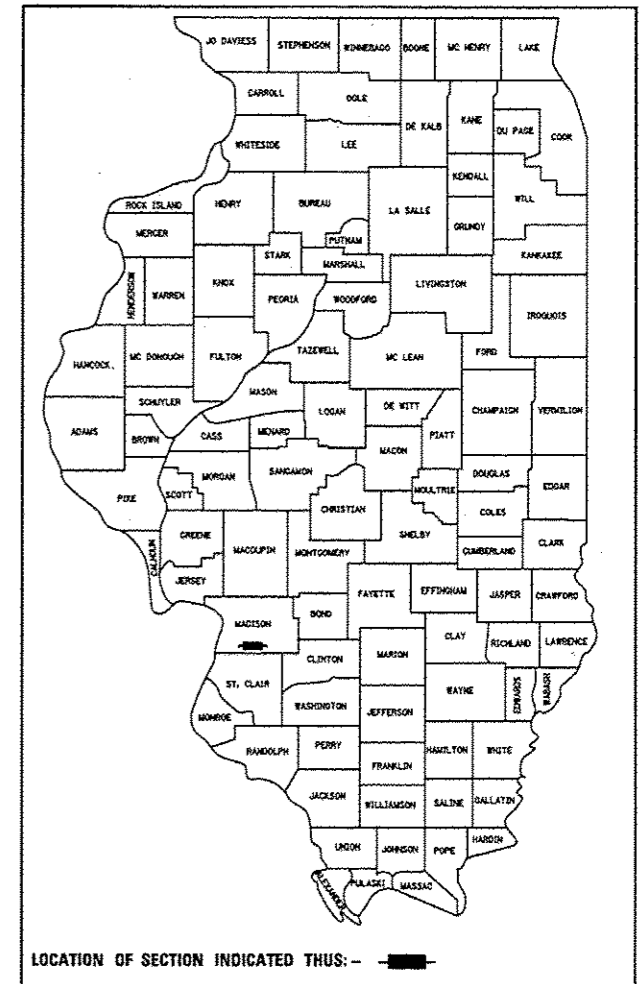 JO DAVIESS STEPHENSON WINNEBAGO BOONE MC HENRY LAKE
CARROLL OGLE DE KALB KANE DU PAGE COOK
WHITESIDE LEE
KENDALL WILL
ROCK ISLAND HENRY BUREAU LA SALLE GRUNDY
MERCER PUTNAM KANKAKEE
STARK MARSHALL
HENDERSON WARREN KNOX PEORIA WOODFORD LIVINGSTON IROQUOIS
HANCOCK. MC DONOUGH FULTON TAZEWELL MC LEAN FORD
SCHUYLER MASON LOGAN DE WITT CHAMPAIGN VERMILION
ADAMS BROWN CASS MENARD MACON PIATT
MORGAN SANGAMON DOUGLAS EDGAR
PIKE SCOTT MOULTRIE
CHRISTIAN COLES
GREENE MACOUPIN MONTGOMERY SHELBY CLARK
CALHOUN CUMBERLAND
JERSEY FAYETTE EFFINGHAM JASPER CRAWFORD
MADISON BOND CLAY RICHLAND LAWRENCE
CLINTON MARION
ST. CLAIR WAYNE EDWARDS WABASH
MONROE WASHINGTON JEFFERSON
RANDOLPH PERRY HAMILTON WHITE
FRANKLIN
JACKSON WILLIAMSON SALINE GALLATIN
UNION JOHNSON POPE HARDIN
ALEXANDER PULASKI MASSAC
LOCATION OF SECTION INDICATED THUS: -